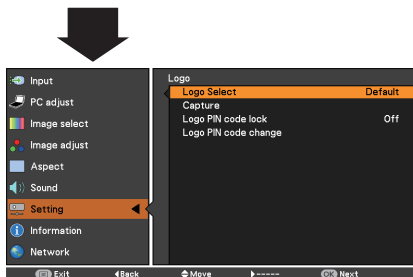 Input
PC adjust
Image select
Image adjust
Aspect
Sound
Setting
Information
Network
Logo
Logo Select Default
Capture
Logo PIN code lock Off
Logo PIN code change
Exit Back Move ----- OK Next